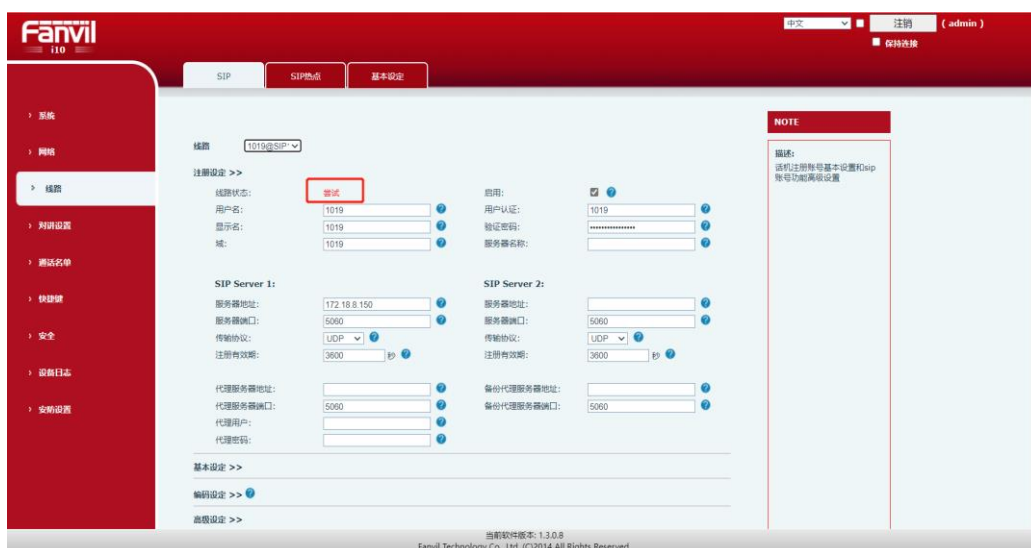 Fanvil
i10
中文
注销
( admin )
保持连接
SIP
SIP热点
基本设定
› 系统
› 网络
› 线路
› 对讲设置
› 通话名单
› 快捷键
› 安全
› 设备日志
› 安防设置
线路 1019@SIP1
注册设定 >>
线路状态: 尝试 启用:
用户名: 1019 用户认证: 1019
显示名: 1019 验证密码: ••••••••••••••••
域: 1019 服务器名称:
SIP Server 1: SIP Server 2:
服务器地址: 172.18.8.150 服务器地址:
服务器端口: 5060 服务器端口: 5060
传输协议: UDP 传输协议: UDP
注册有效期: 3600 秒 注册有效期: 3600 秒
代理服务器地址: 备份代理服务器地址:
代理服务器端口: 5060 备份代理服务器端口: 5060
代理用户:
代理密码:
基本设定 >>
编码设定 >>
高级设定 >>
NOTE
描述:
话机注册账号基本设置和sip
账号功能高级设置
当前软件版本: 1.3.0.8
Fanvil Technology Co., Ltd. (C)2014 All Rights Reserved.